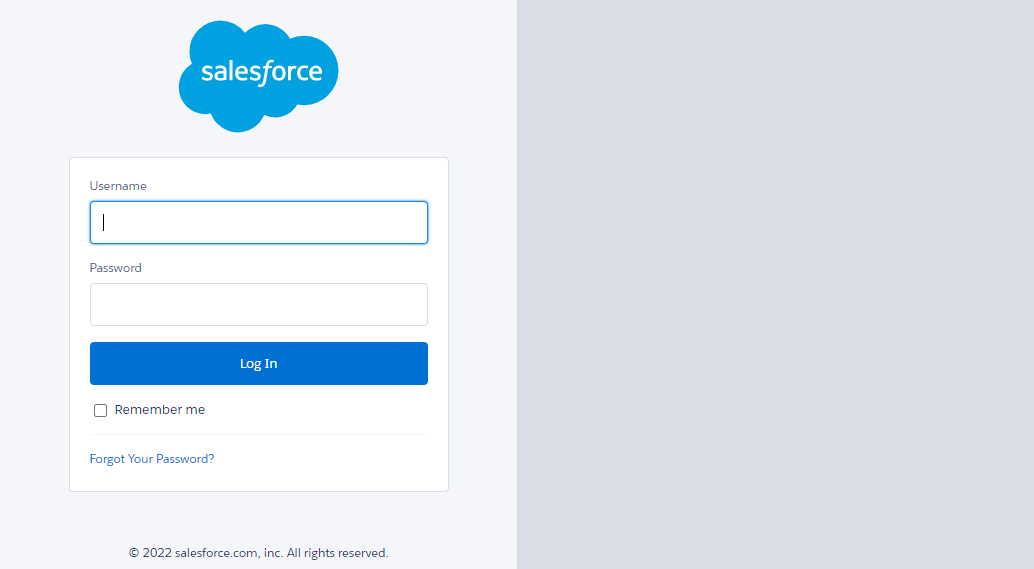 salesforce
Username
Password
Log In
Remember me
Forgot Your Password?
© 2022 salesforce.com, inc. All rights reserved.